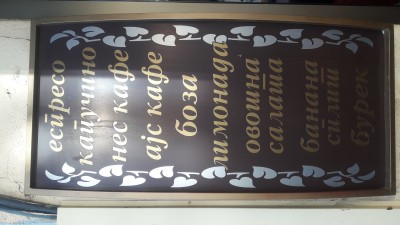 еспресо
капучино
нес кафе
ајс кафе
боза
лимонада
овошна
салата
банана
сплит
бурек